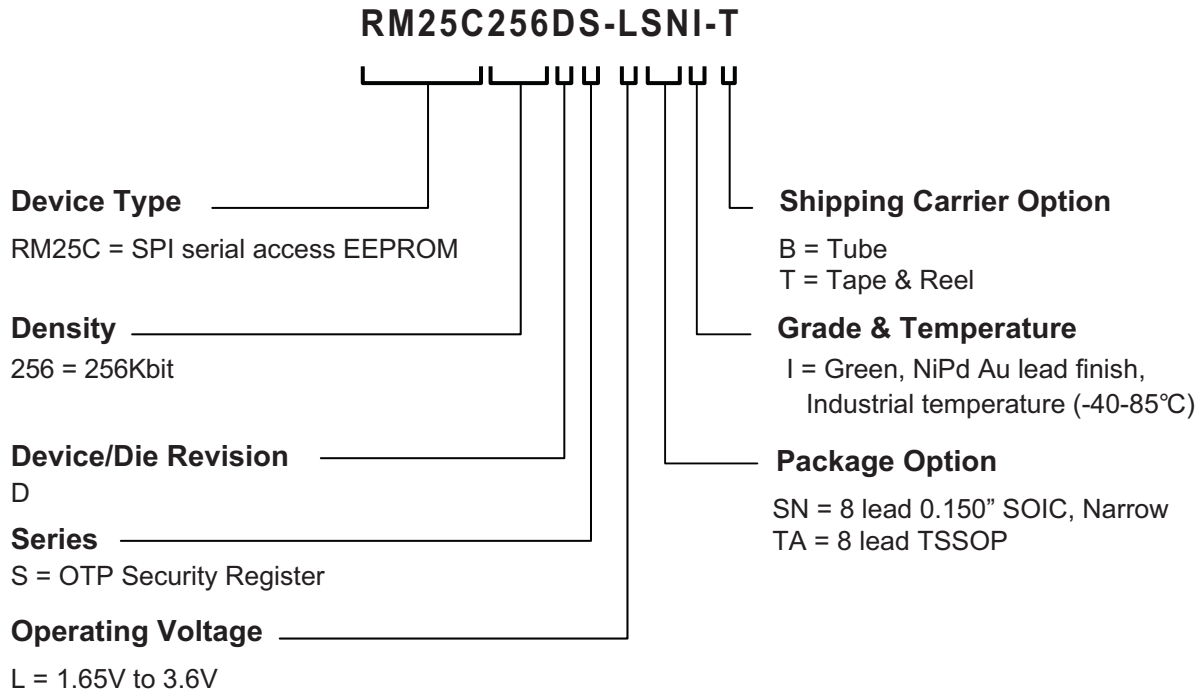 RM25C256DS-LSNI-T
Device Type
RM25C = SPI serial access EEPROM
Density
256 = 256Kbit
Device/Die Revision
D
Series
S = OTP Security Register
Operating Voltage
L = 1.65V to 3.6V
Shipping Carrier Option
B = Tube
T = Tape & Reel
Grade & Temperature
I = Green, NiPd Au lead finish,
Industrial temperature (-40-85°C)
Package Option
SN = 8 lead 0.150” SOIC, Narrow
TA = 8 lead TSSOP